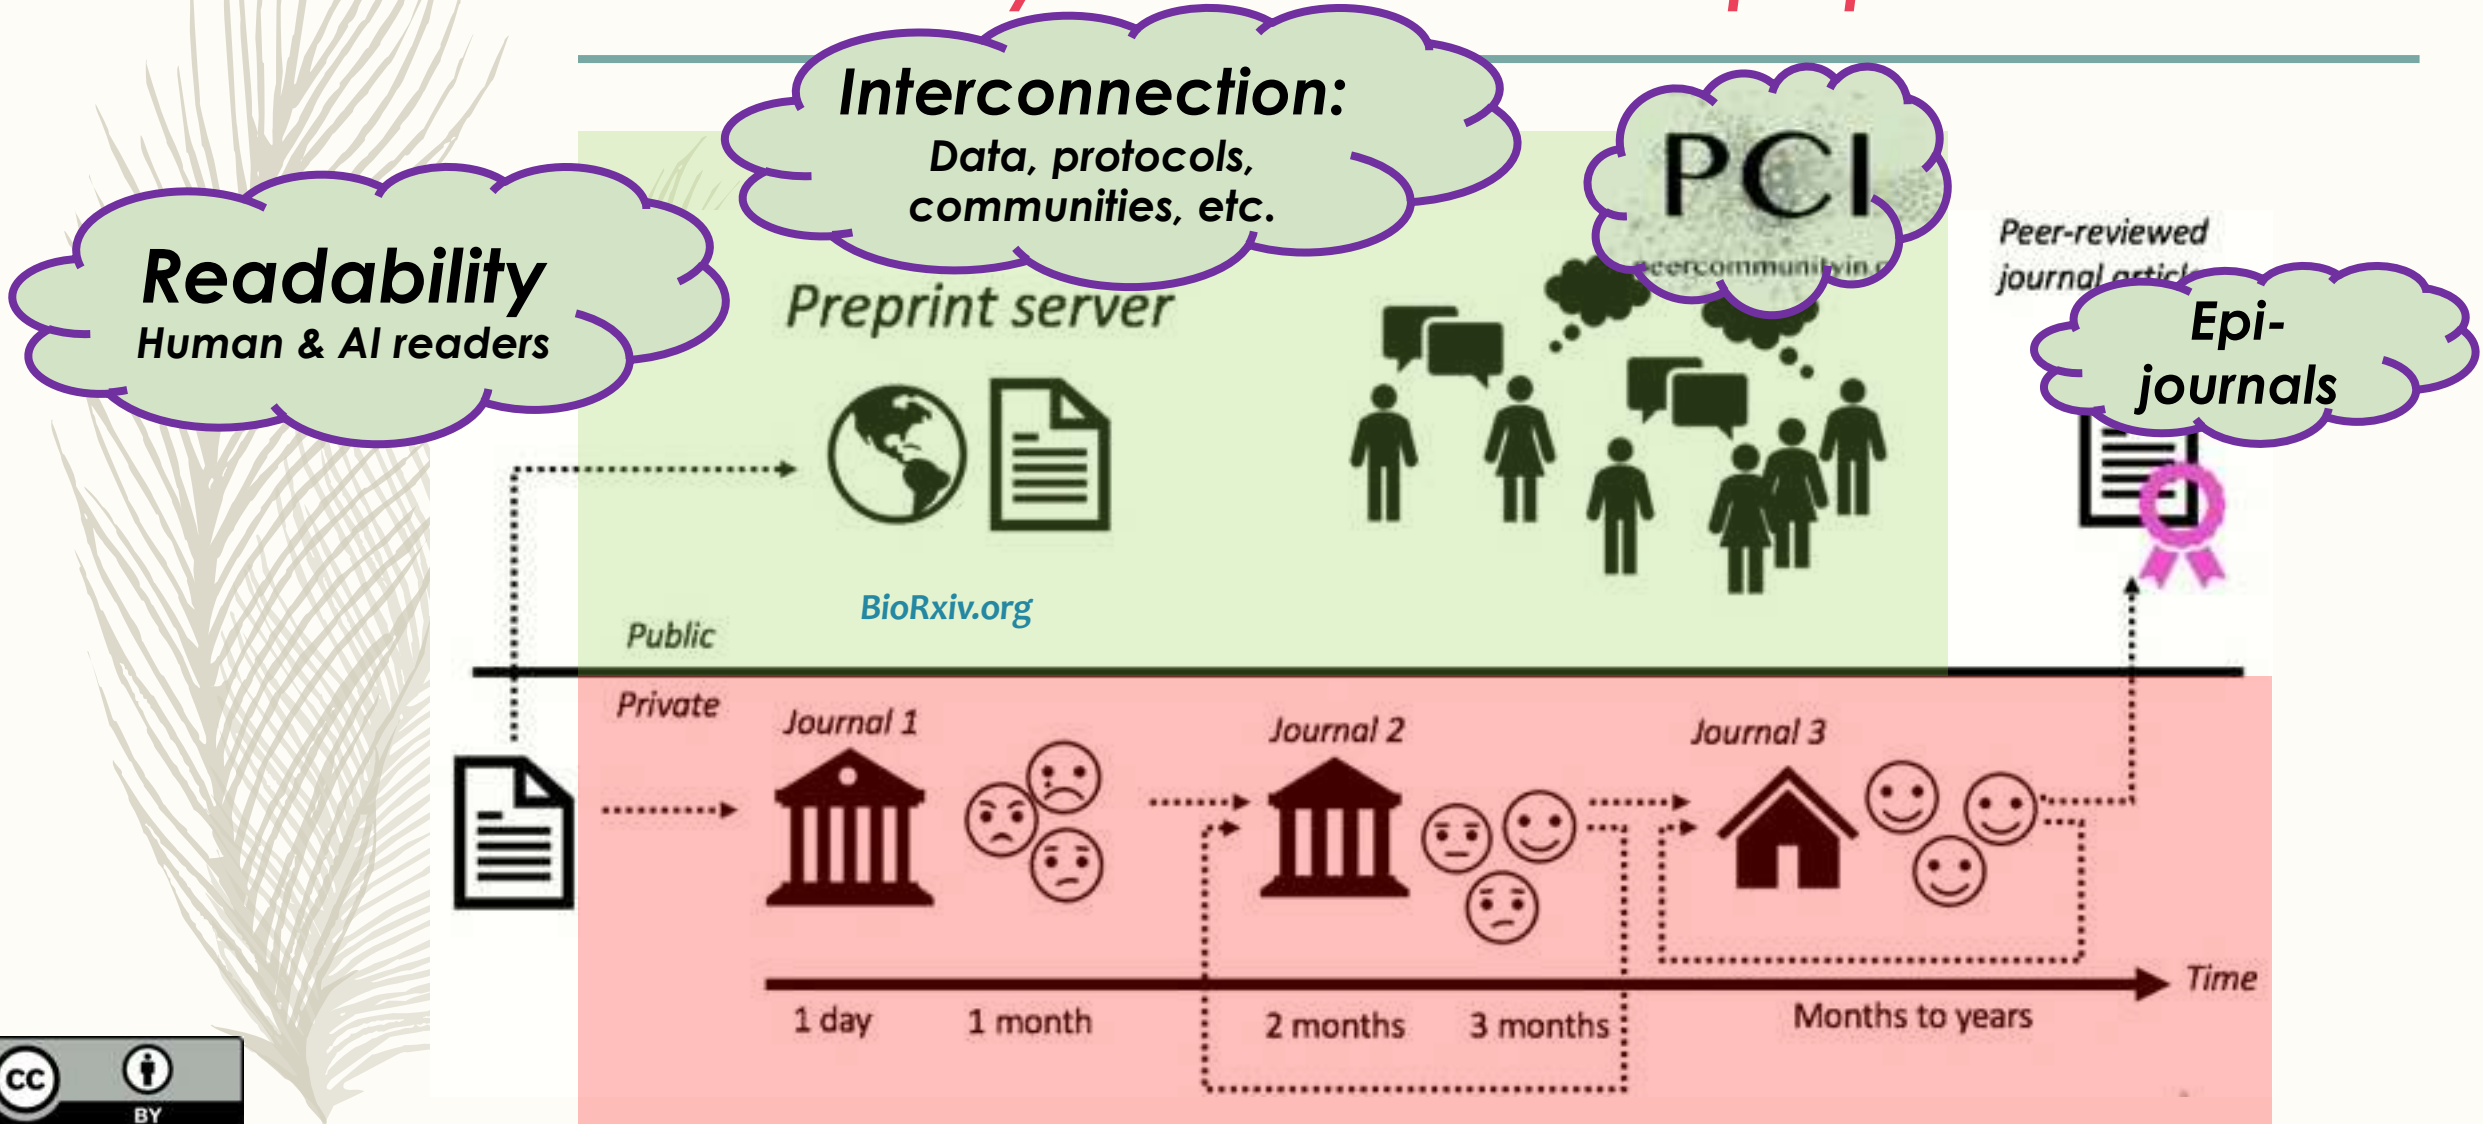 Interconnection:
Data, protocols,
communities, etc.
PCI
Readability
Human & AI readers
Peer-reviewed
journal
Epi-
journals
Preprint server
BioRxiv.org
Public
Private
Journal 1
Journal 2
Journal 3
Time
1 day
1 month
2 months
3 months
Months to years
cc
BY